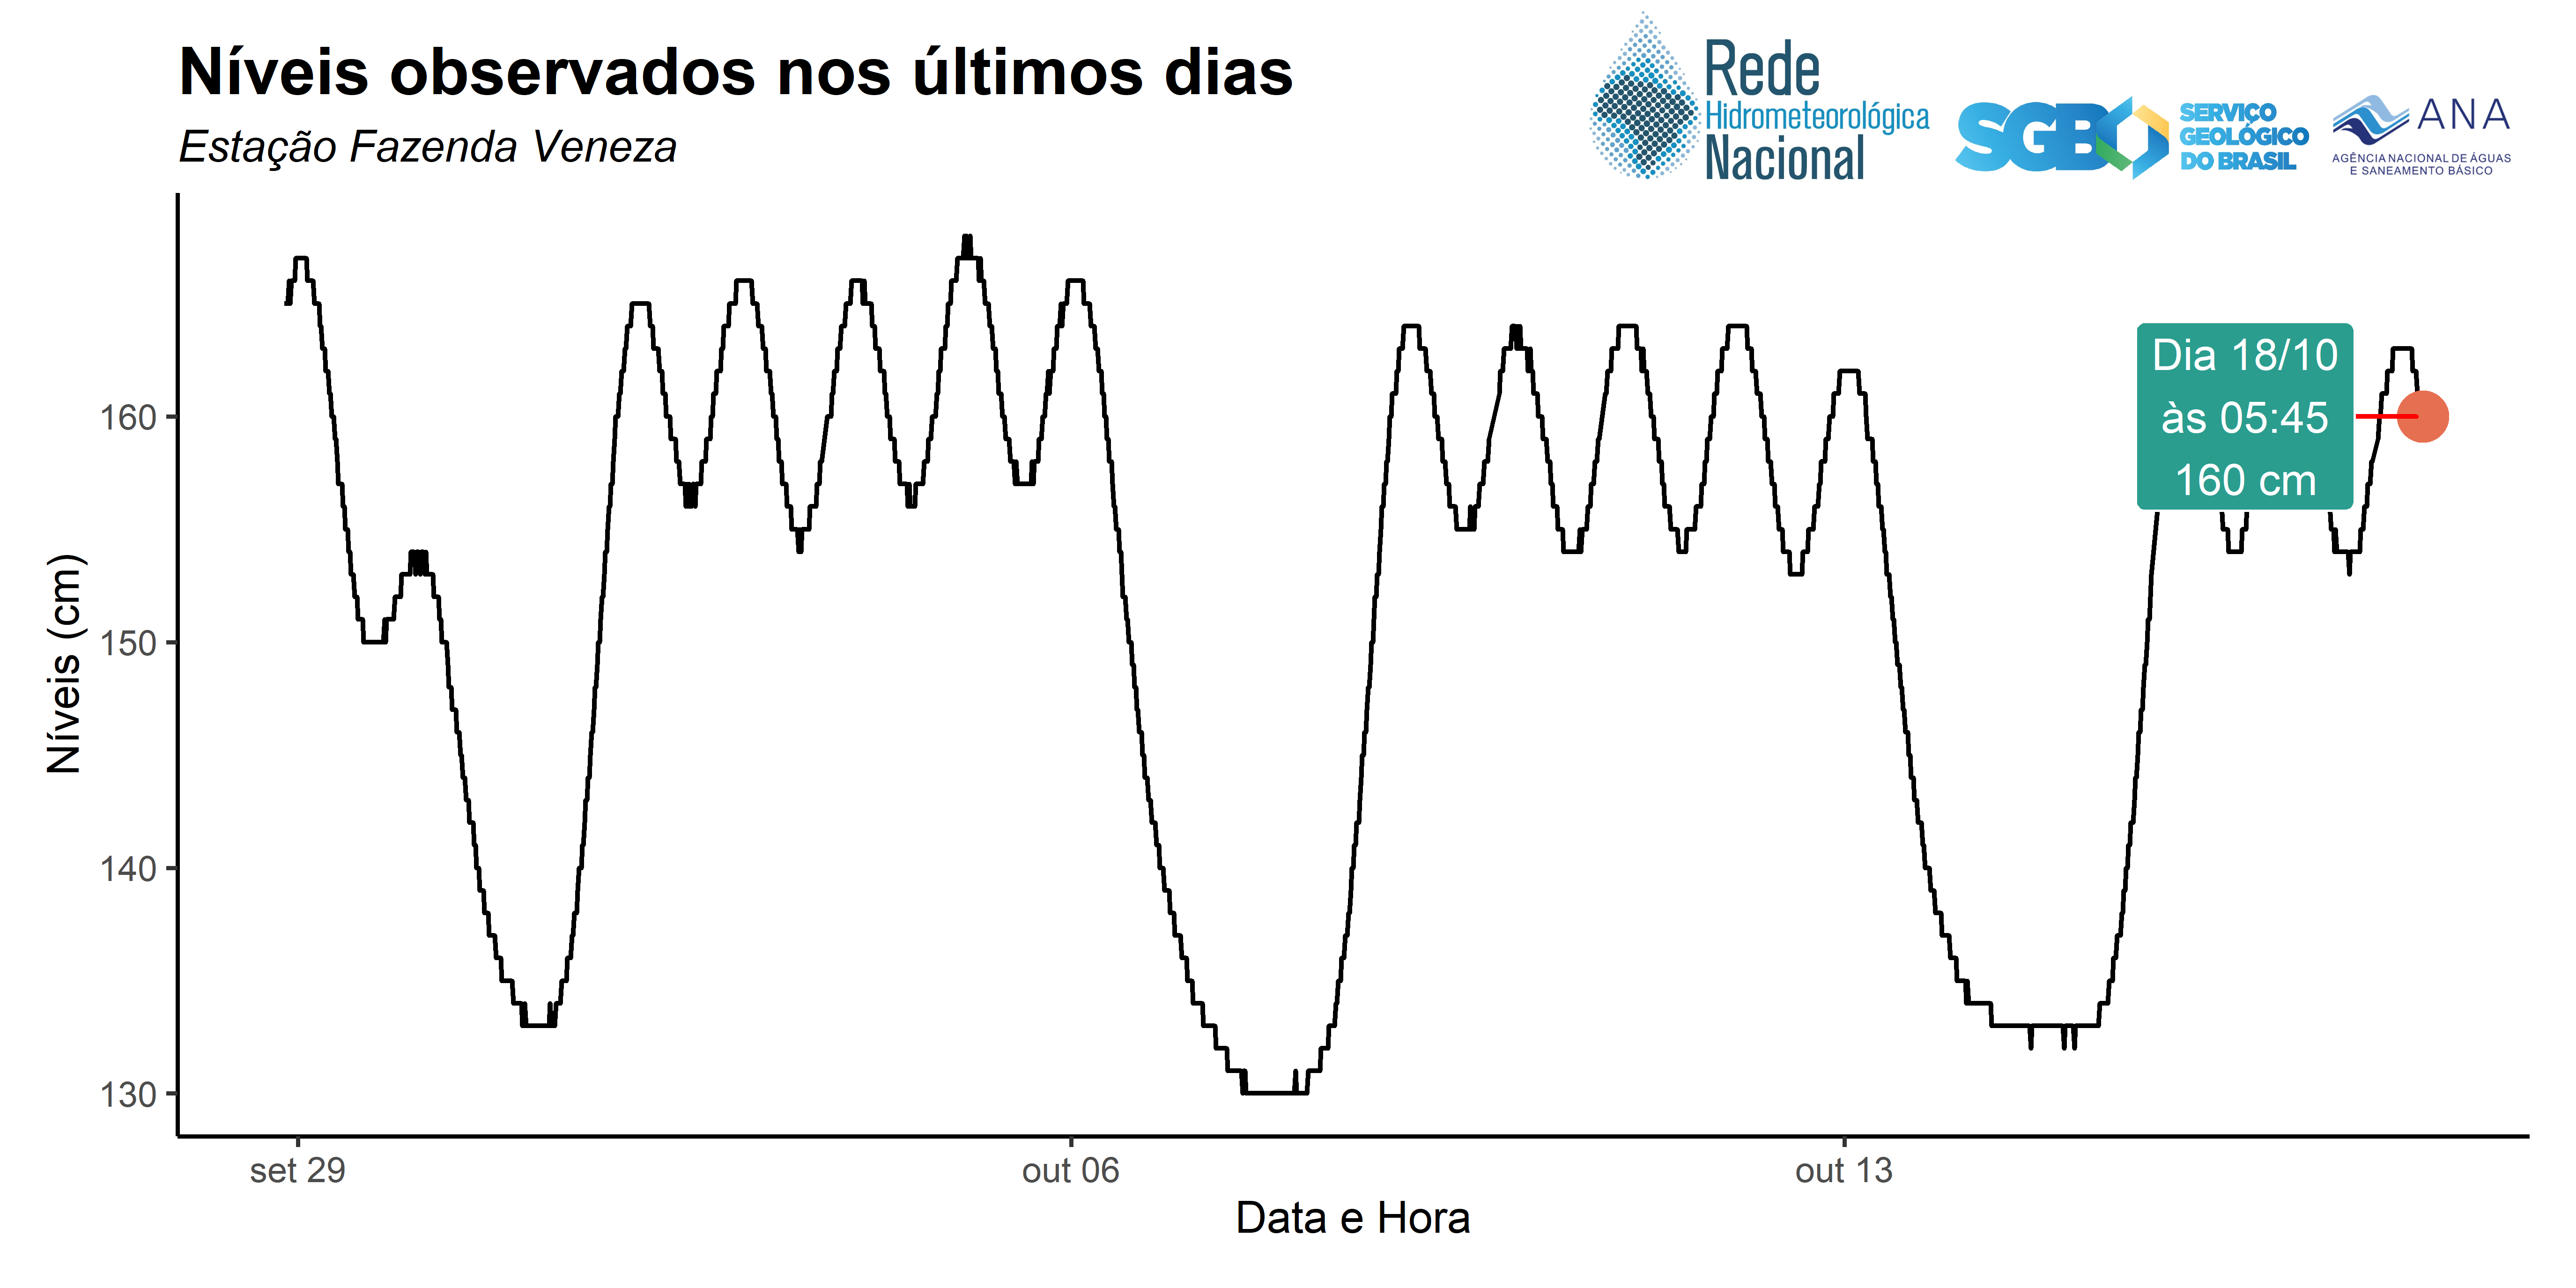 Níveis observados nos últimos dias
Estação Fazenda Veneza
Rede
Hidrometeorológica
Nacional
SGB
SERVIÇO
GEOLÓGICO
DO BRASIL
ANA
AGÊNCIA NACIONAL DE ÁGUAS
E SANEAMENTO BÁSICO
Níveis (cm)
160
150
140
130
Dia 18/10
às 05:45
160 cm
set 29
out 06
out 13
Data e Hora